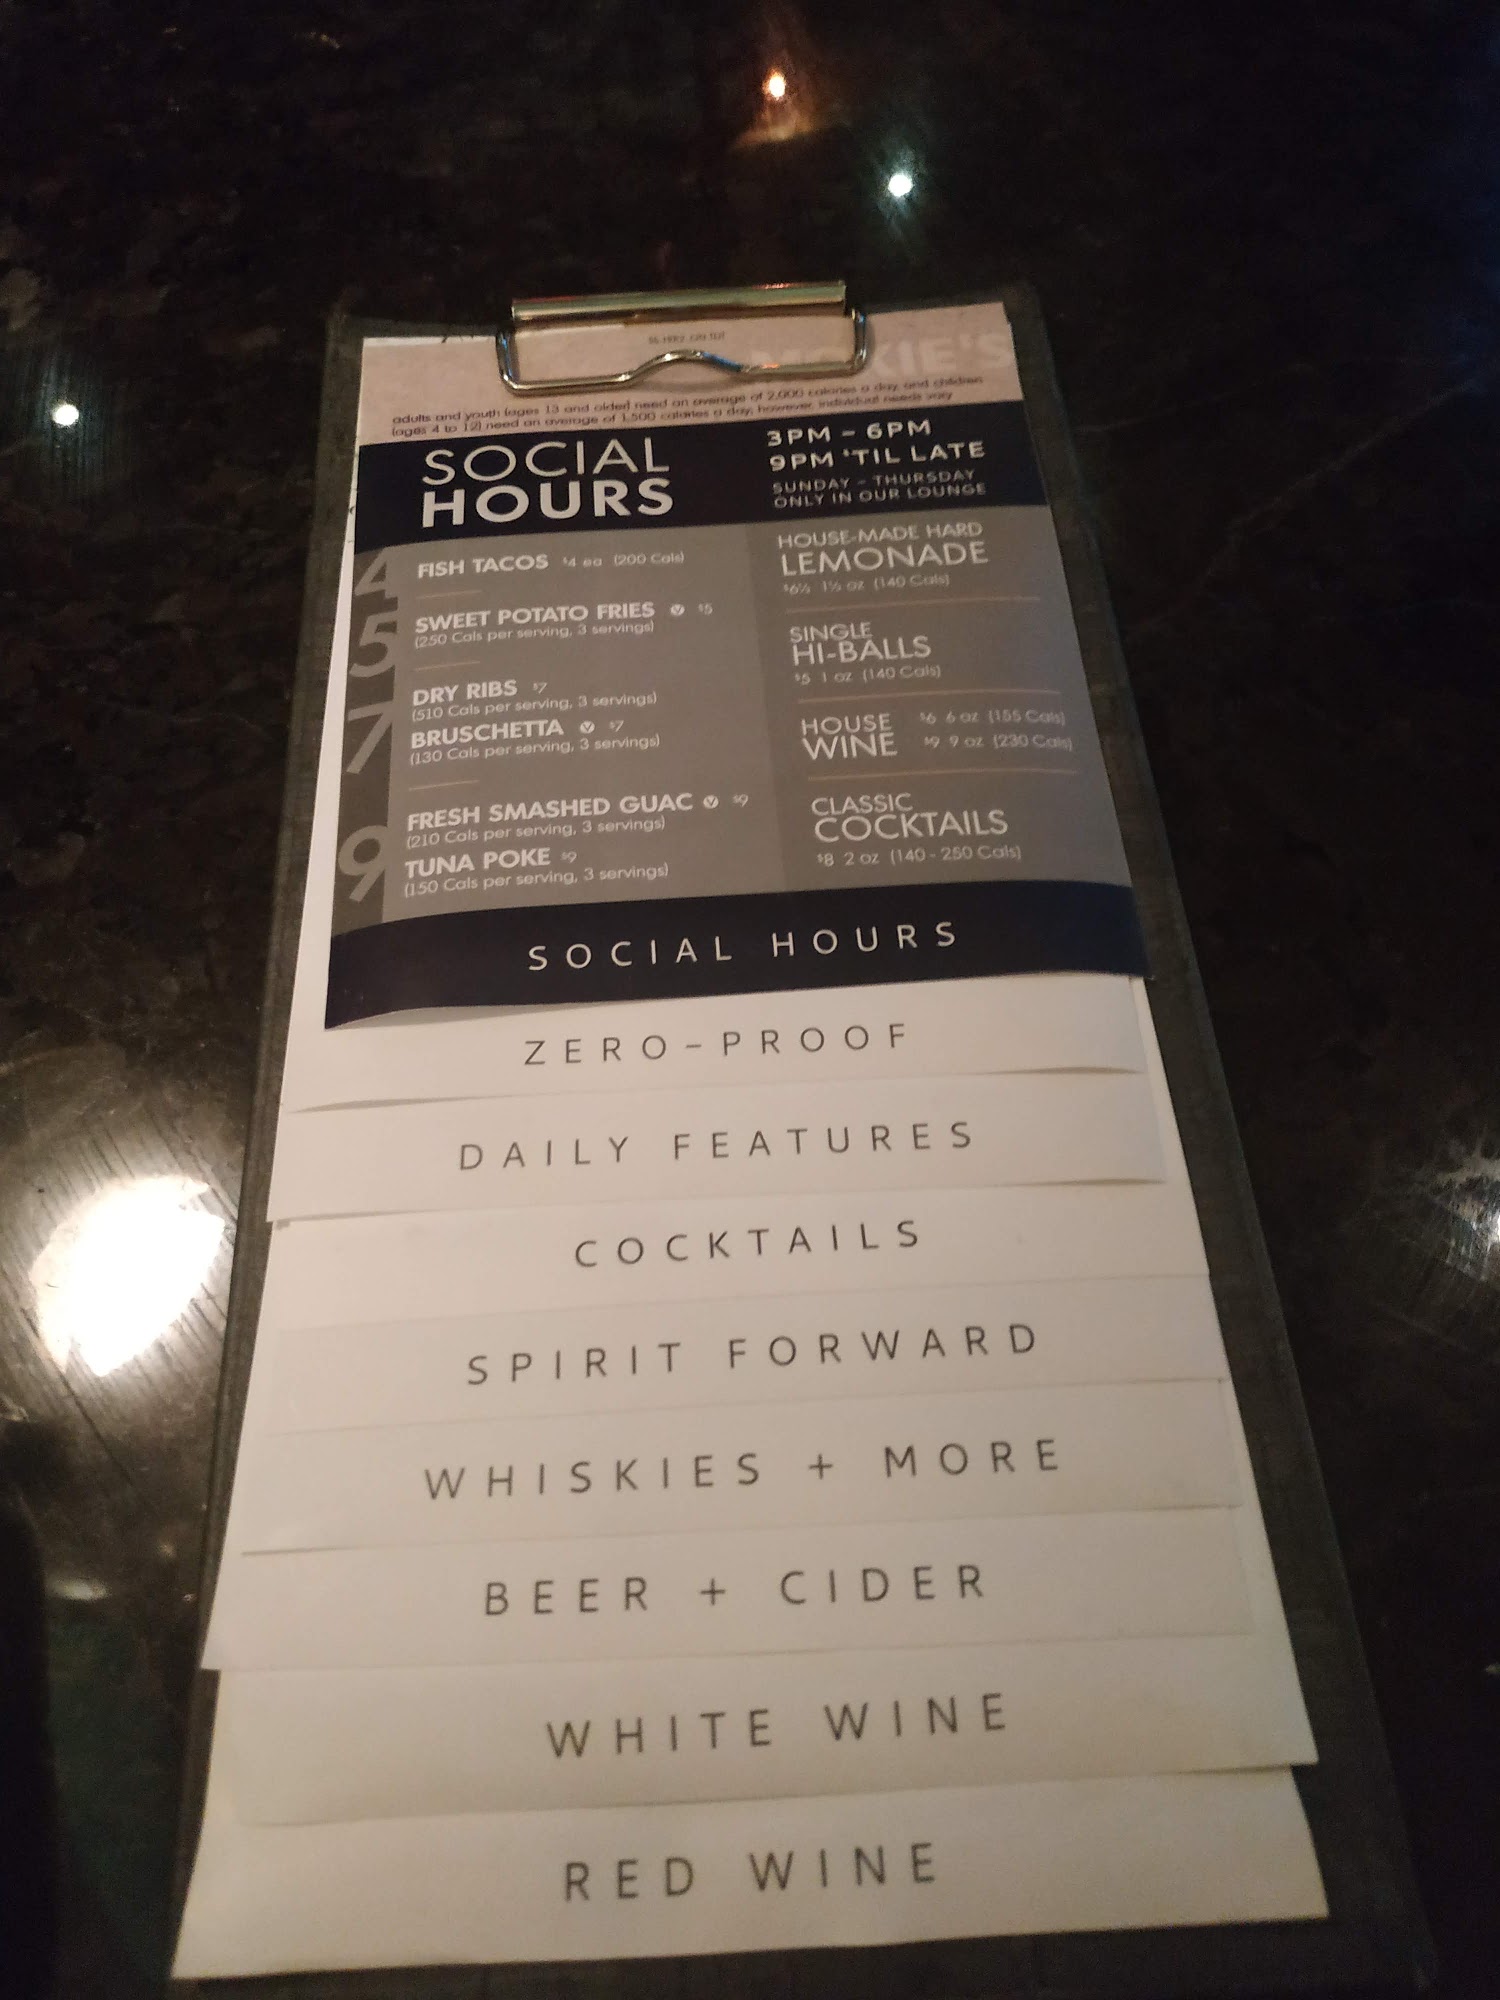 MOXIE'S
adults and youth (ages 13 and older) need an average of 2,000 calories a day, and children
(ages 4 to 12) need an average of 1,500 calories a day; however, individual needs vary
SOCIAL
HOURS
3PM – 6PM
9PM 'TIL LATE
SUNDAY – THURSDAY
ONLY IN OUR LOUNGE
4
FISH TACOS $4 ea (200 Cals)
5
SWEET POTATO FRIES V $5
(250 Cals per serving, 3 servings)
7
DRY RIBS $7
(510 Cals per serving, 3 servings)
BRUSCHETTA V $7
(130 Cals per serving, 3 servings)
9
FRESH SMASHED GUAC V $9
(210 Cals per serving, 3 servings)
TUNA POKE $9
(150 Cals per serving, 3 servings)
HOUSE-MADE HARD
LEMONADE
$6½ 1½ oz (140 Cals)
SINGLE
HI-BALLS
$5 1 oz (140 Cals)
HOUSE
WINE
$6 6 oz (155 Cals)
$9 9 oz (230 Cals)
CLASSIC
COCKTAILS
$8 2 oz (140 - 250 Cals)
SOCIAL HOURS
ZERO-PROOF
DAILY FEATURES
COCKTAILS
SPIRIT FORWARD
WHISKIES + MORE
BEER + CIDER
WHITE WINE
RED WINE